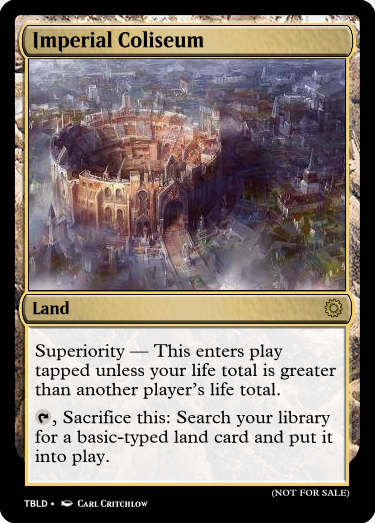 Imperial Coliseum
Land
Superiority — This enters play
tapped unless your life total is greater
than another player's life total.
, Sacrifice this: Search your library
for a basic-typed land card and put it
into play.
(NOT FOR SALE)
TBLD • Carl Critchlow